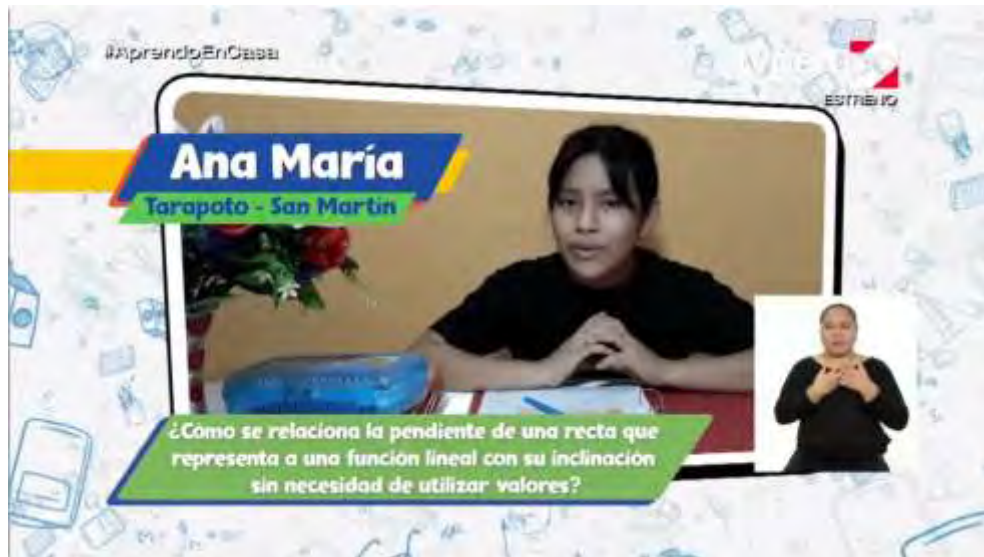 #AprendoEnCasa
ESTRENO
Ana María
Tarapoto - San Martín
¿Cómo se relaciona la pendiente de una recta que
representa a una función lineal con su inclinación
sin necesidad de utilizar valores?